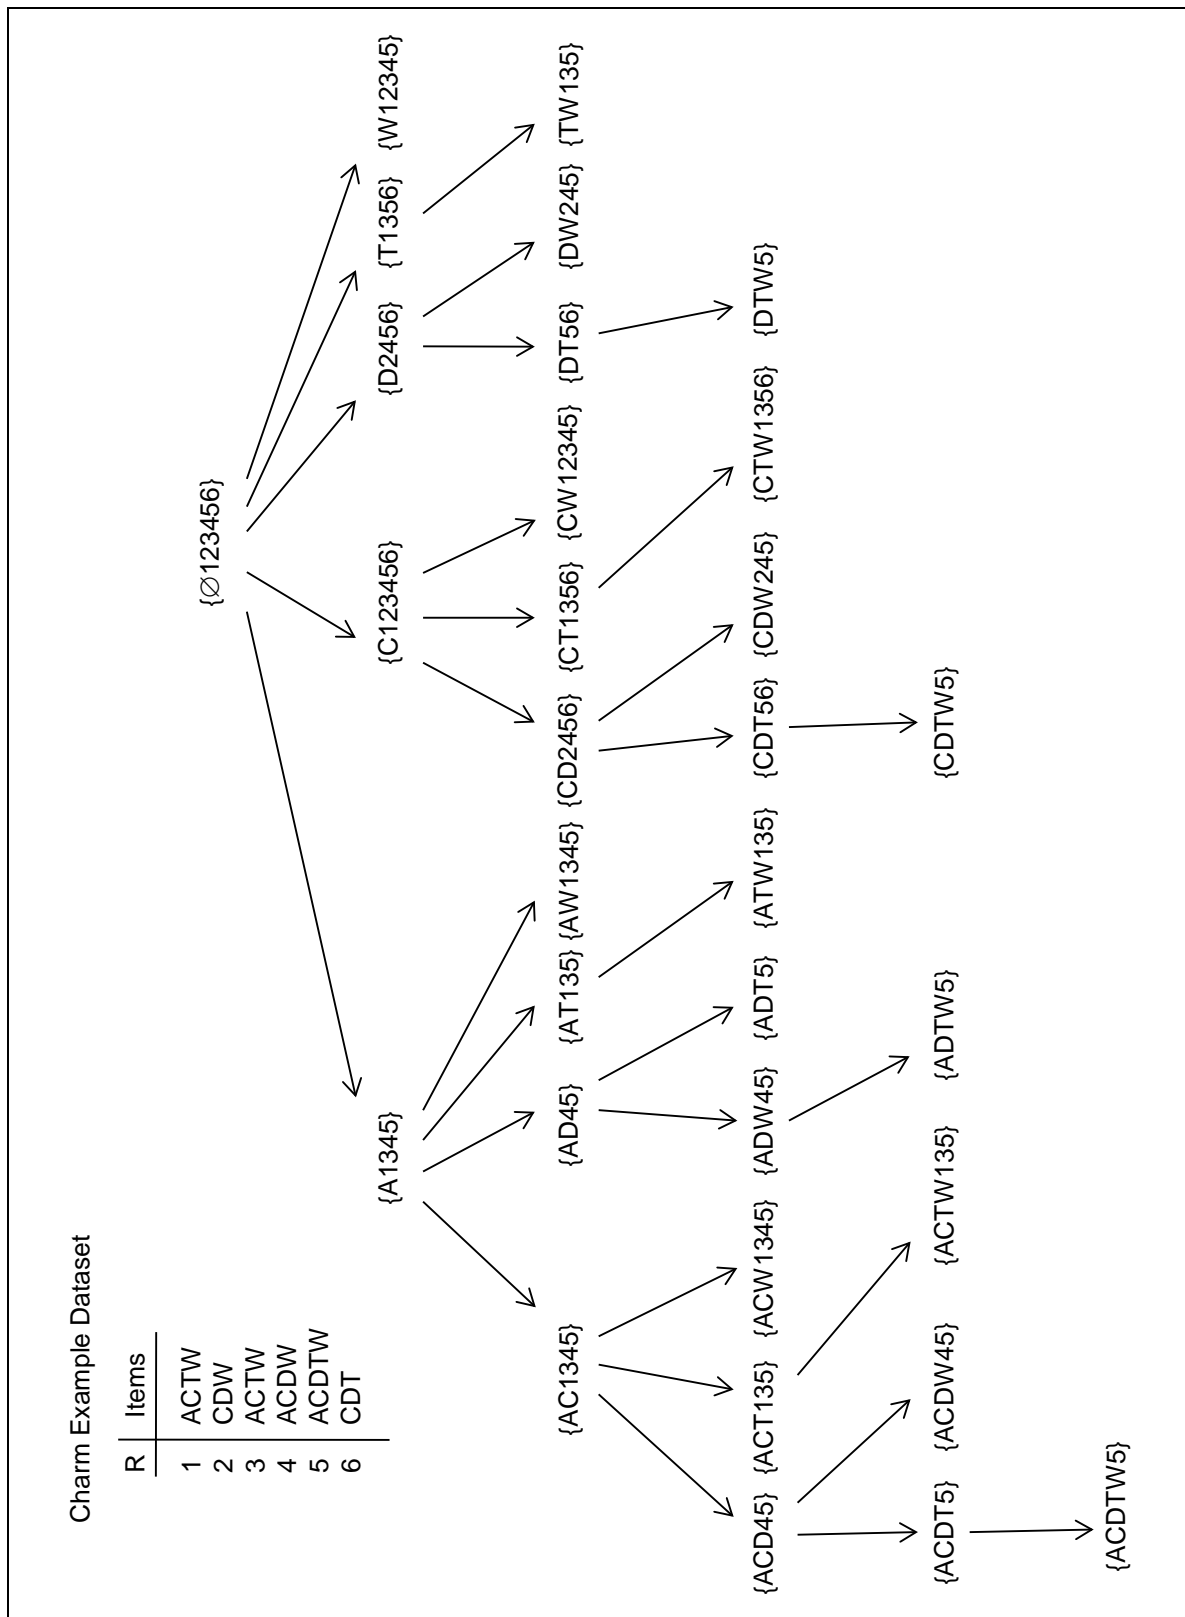 Charm Example Dataset
R Items
1 ACTW
2 CDW
3 ACTW
4 ACDW
5 ACDTW
6 CDT
{∅123456}
{A1345} {C123456} {D2456} {T1356} {W12345}
{AC1345} {AD45} {AT135} {AW1345} {CD2456} {CT1356} {CW12345} {DT56} {DW245} {TW135}
{ACD45} {ACT135} {ACW1345} {ADW45} {ADT5} {ATW135} {CDT56} {CDW245} {CTW1356} {DTW5}
{ACDT5} {ACDW45} {ACTW135} {ADTW5} {CDTW5}
{ACDTW5}